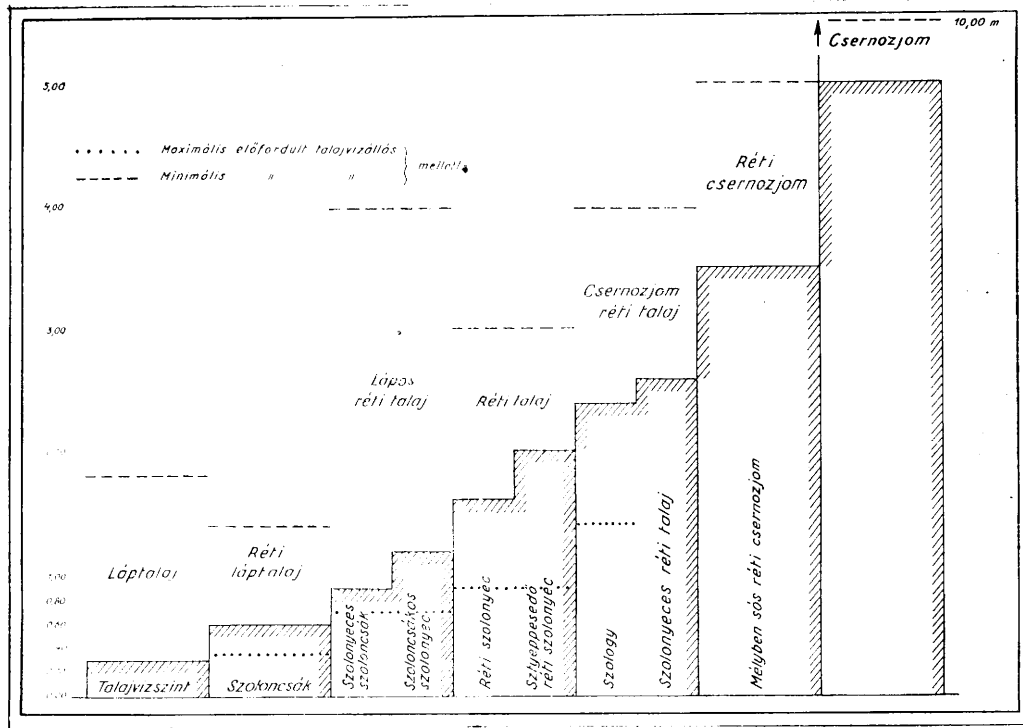 10,00 m
Csernozjom
5,00
. . . . . . Maximális előfordult talajvízállás
mellett
----- Minimális " "
Réti
csernozjom
4,00
Csernozjom
réti talaj
3,00
Lápos
réti talaj
Réti talaj
Réti
láptalaj
Láptalaj
1,00
0,80
0,60
Talajvízszint
Szoloncsák
Szolonyeces
szoloncsák
Szoloncsákos
szolonyec
Réti szolonyec
Sztyeppesedő
réti szolonyec
Szology
Szolonyeces réti talaj
Mélyben sós réti csernozjom